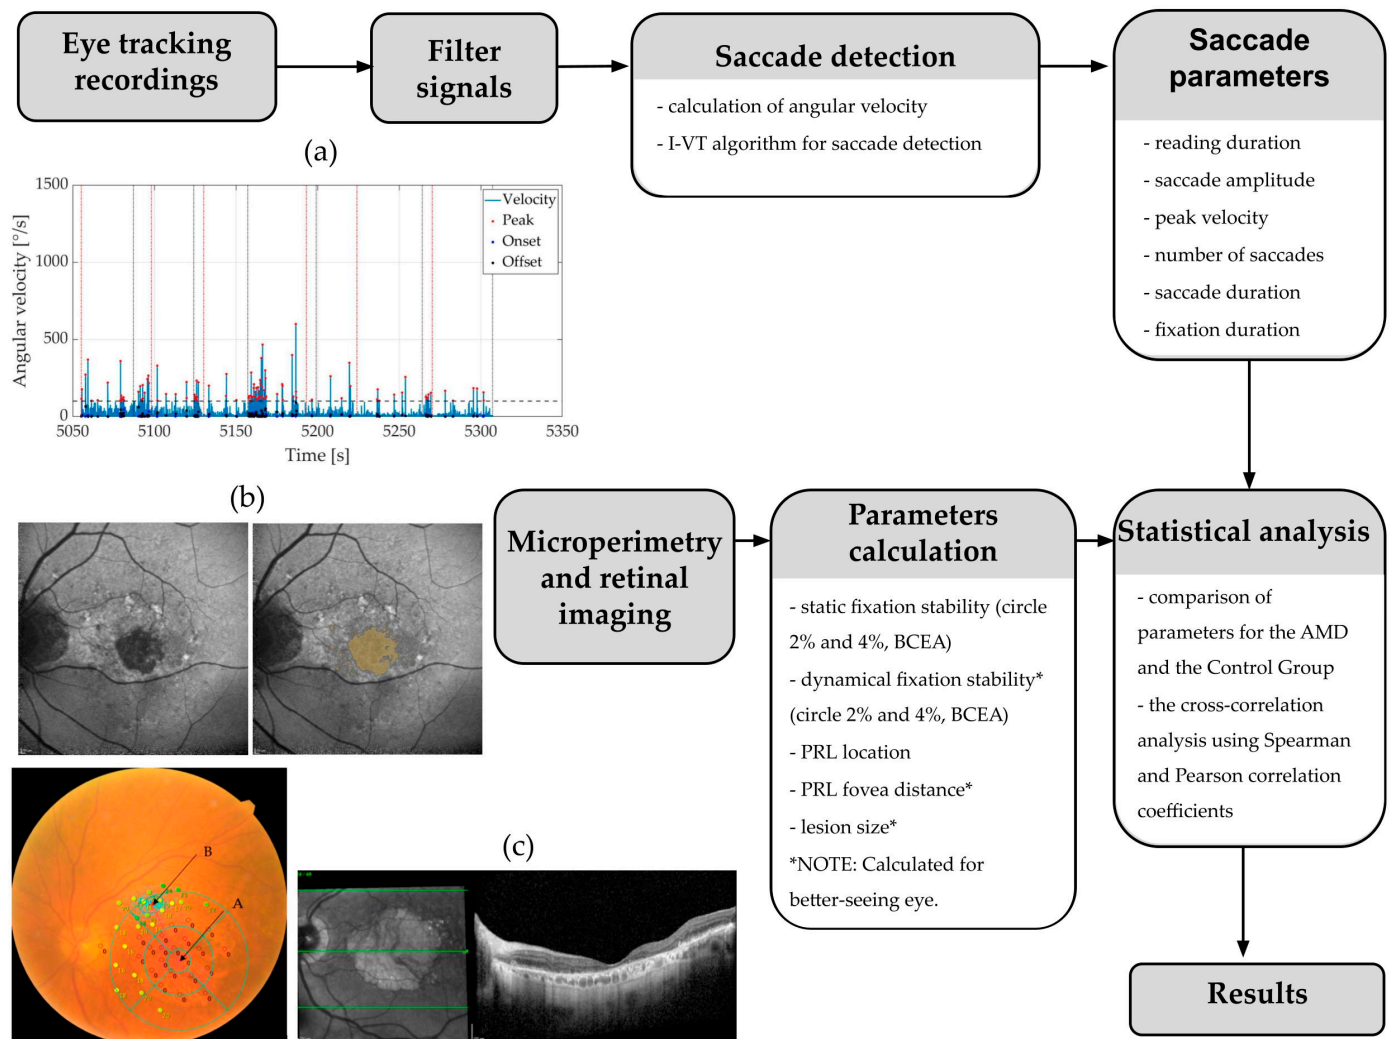 Eye tracking
recordings
Filter
signals
Saccade detection
- calculation of angular velocity
- I-VT algorithm for saccade detection
Saccade
parameters
- reading duration
- saccade amplitude
- peak velocity
- number of saccades
- saccade duration
- fixation duration
(a)
Angular velocity [°/s]
1500
1000
500
0
Velocity
Peak
Onset
Offset
5050
5100
5150
5200
5250
5300
5350
Time [s]
(b)
Microperimetry
and retinal
imaging
Parameters
calculation
- static fixation stability (circle
2% and 4%, BCEA)
- dynamical fixation stability*
(circle 2% and 4%, BCEA)
- PRL location
- PRL fovea distance*
- lesion size*
*NOTE: Calculated for
better-seeing eye.
Statistical analysis
- comparison of
parameters for the AMD
and the Control Group
- the cross-correlation
analysis using Spearman
and Pearson correlation
coefficients
B
A
(c)
Results